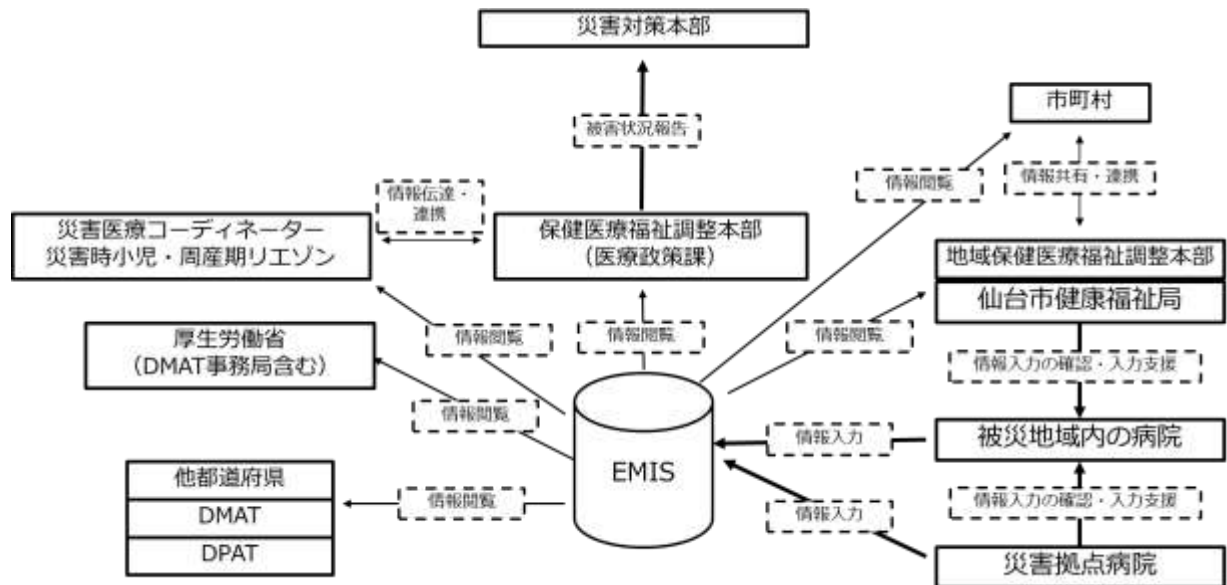 災害対策本部
市町村
被害状況報告
情報閲覧
情報共有・連携
情報伝達・
連携
災害医療コーディネーター
災害時小児・周産期リエゾン
保健医療福祉調整本部
（医療政策課）
地域保健医療福祉調整本部
仙台市健康福祉局
厚生労働省
（DMAT事務局含む）
情報閲覧
情報閲覧
情報閲覧
情報閲覧
情報入力の確認・入力支援
EMIS
情報入力
被災地域内の病院
他都道府県
DMAT
DPAT
情報閲覧
情報入力
情報入力の確認・入力支援
災害拠点病院